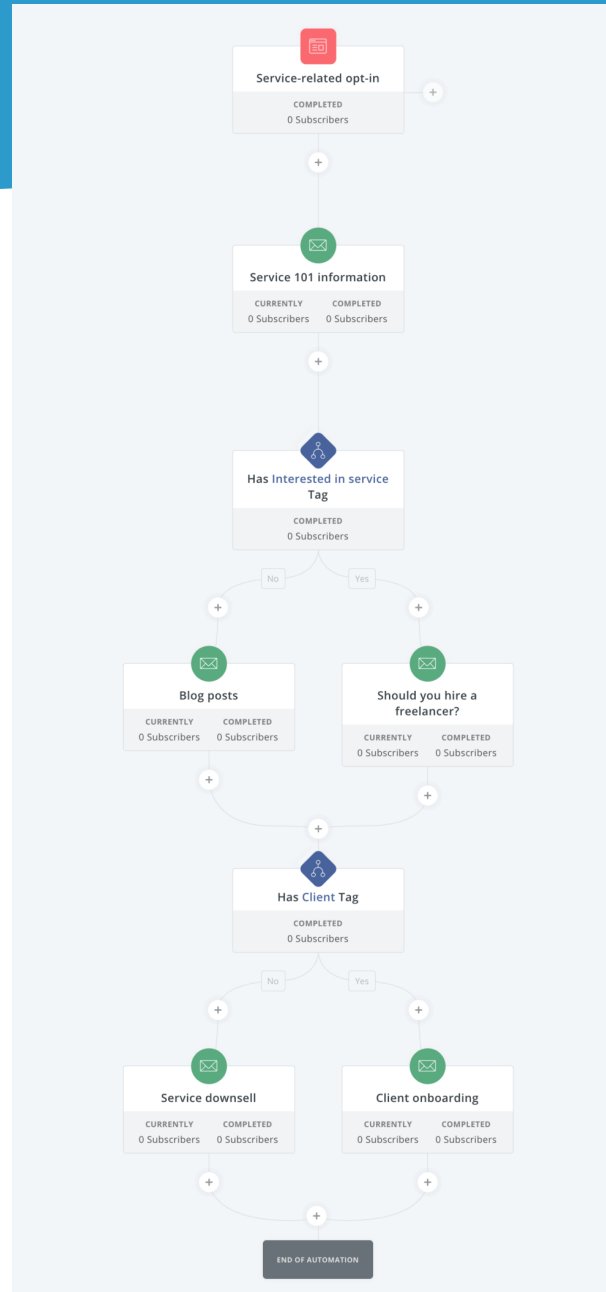 Service-related opt-in
COMPLETED
0 Subscribers
Service 101 information
CURRENTLY COMPLETED
0 Subscribers 0 Subscribers
Has Interested in service
Tag
COMPLETED
0 Subscribers
No Yes
Blog posts
CURRENTLY COMPLETED
0 Subscribers 0 Subscribers
Should you hire a
freelancer?
CURRENTLY COMPLETED
0 Subscribers 0 Subscribers
Has Client Tag
COMPLETED
0 Subscribers
No Yes
Service downsell
CURRENTLY COMPLETED
0 Subscribers 0 Subscribers
Client onboarding
CURRENTLY COMPLETED
0 Subscribers 0 Subscribers
END OF AUTOMATION